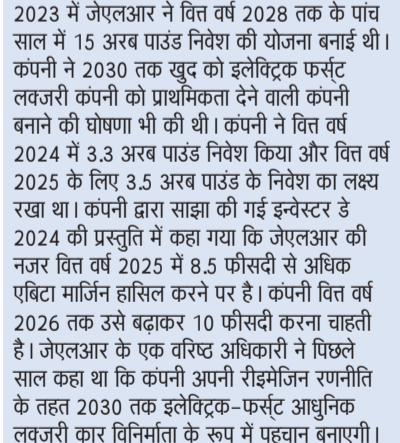 2023 में जेएलआर ने वित्त वर्ष 2028 तक के पांच
साल में 15 अरब पाउंड निवेश की योजना बनाई थी।
कंपनी ने 2030 तक खुद को इलेक्ट्रिक फर्स्ट
लक्जरी कंपनी को प्राथमिकता देने वाली कंपनी
बनाने की घोषणा भी की थी। कंपनी ने वित्त वर्ष
2024 में 3.3 अरब पाउंड निवेश किया और वित्त वर्ष
2025 के लिए 3.5 अरब पाउंड के निवेश का लक्ष्य
रखा था। कंपनी द्वारा साझा की गई इन्वेस्टर डे
2024 की प्रस्तुति में कहा गया कि जेएलआर की
नजर वित्त वर्ष 2025 में 8.5 फीसदी से अधिक
एबिटा मार्जिन हासिल करने पर है। कंपनी वित्त वर्ष
2026 तक उसे बढ़ाकर 10 फीसदी करना चाहती
है। जेएलआर के एक वरिष्ठ अधिकारी ने पिछले
साल कहा था कि कंपनी अपनी रीइमेजिन रणनीति
के तहत 2030 तक इलेक्ट्रिक-फर्स्ट आधुनिक
लक्जरी कार विनिर्माता के रूप में पहचान बनाएगी।